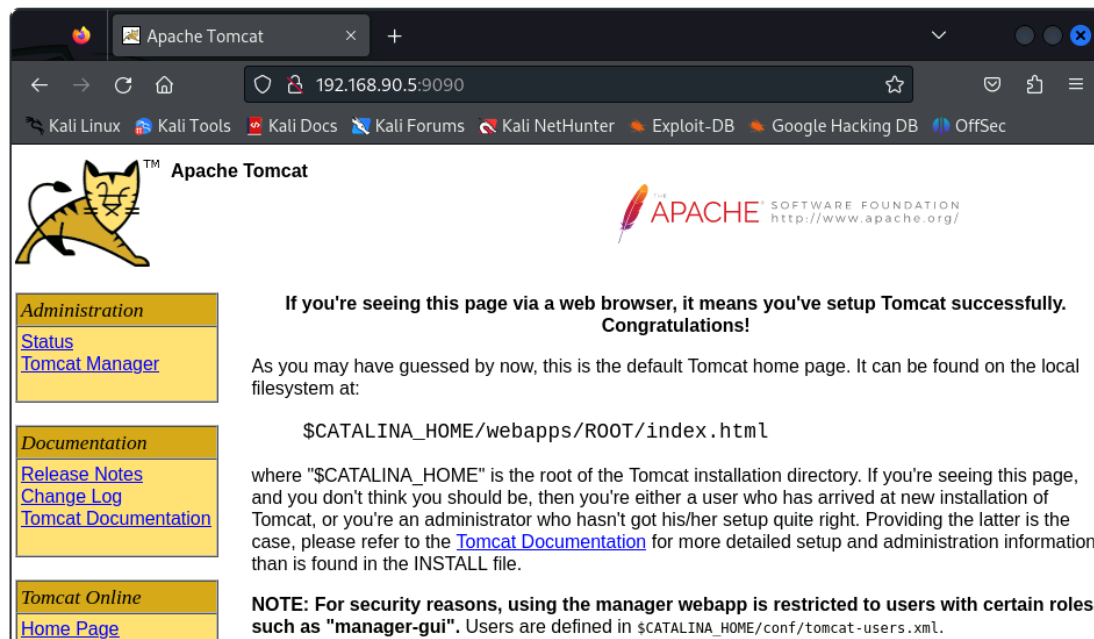 Apache Tomcat
192.168.90.5:9090
Kali Linux Kali Tools Kali Docs Kali Forums Kali NetHunter Exploit-DB Google Hacking DB OffSec
TM
Apache Tomcat
THE
APACHE® SOFTWARE FOUNDATION
http://www.apache.org/
Administration
Status
Tomcat Manager
Documentation
Release Notes
Change Log
Tomcat Documentation
Tomcat Online
Home Page
If you're seeing this page via a web browser, it means you've setup Tomcat successfully.
Congratulations!
As you may have guessed by now, this is the default Tomcat home page. It can be found on the local
filesystem at:
$CATALINA_HOME/webapps/ROOT/index.html
where "$CATALINA_HOME" is the root of the Tomcat installation directory. If you're seeing this page,
and you don't think you should be, then you're either a user who has arrived at new installation of
Tomcat, or you're an administrator who hasn't got his/her setup quite right. Providing the latter is the
case, please refer to the Tomcat Documentation for more detailed setup and administration information
than is found in the INSTALL file.
NOTE: For security reasons, using the manager webapp is restricted to users with certain roles
such as "manager-gui". Users are defined in $CATALINA_HOME/conf/tomcat-users.xml.